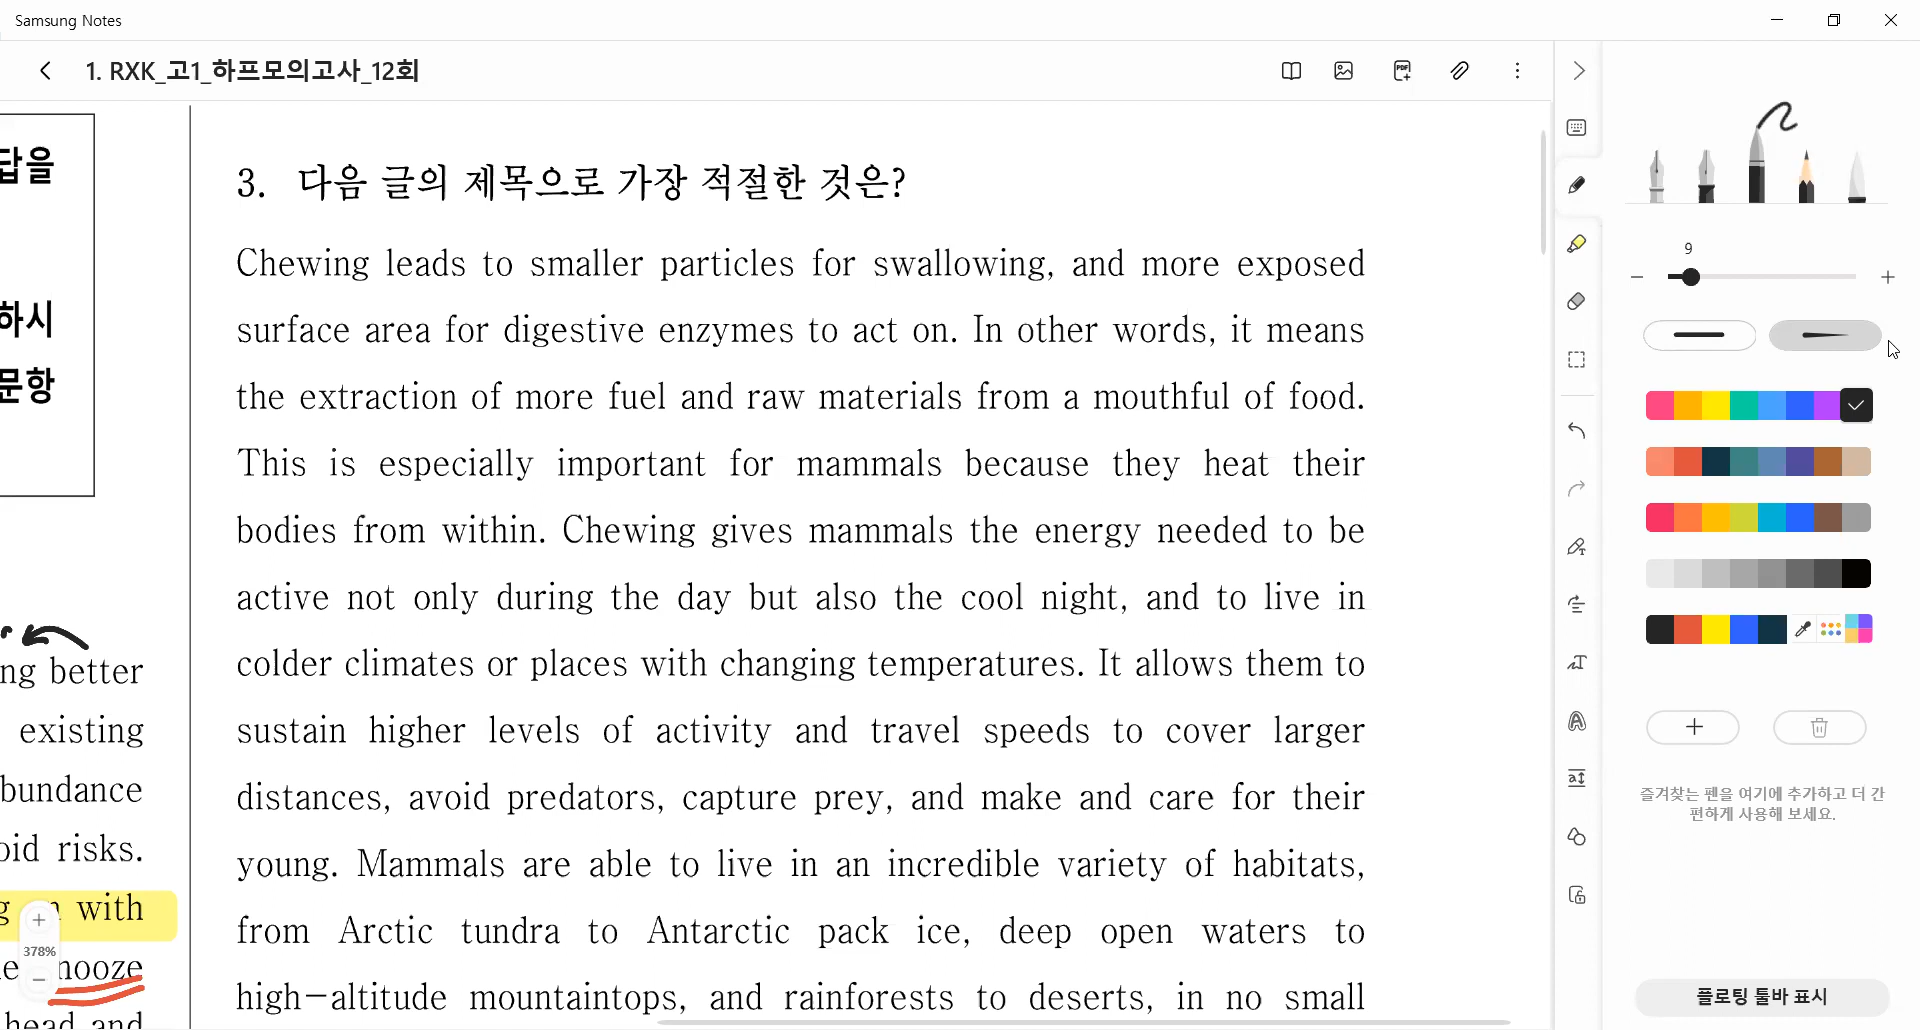 Samsung Notes
1. RXK_고1_하프모의고사_12회
PDF
답을
하시
문항
ng better
existing
bundance
oid risks.
with
nooze
head and
378%
3. 다음 글의 제목으로 가장 적절한 것은?
Chewing leads to smaller particles for swallowing, and more exposed
surface area for digestive enzymes to act on. In other words, it means
the extraction of more fuel and raw materials from a mouthful of food.
This is especially important for mammals because they heat their
bodies from within. Chewing gives mammals the energy needed to be
active not only during the day but also the cool night, and to live in
colder climates or places with changing temperatures. It allows them to
sustain higher levels of activity and travel speeds to cover larger
distances, avoid predators, capture prey, and make and care for their
young. Mammals are able to live in an incredible variety of habitats,
from Arctic tundra to Antarctic pack ice, deep open waters to
high-altitude mountaintops, and rainforests to deserts, in no small
9
즐겨찾는 펜을 여기에 추가하고 더 간
편하게 사용해 보세요.
플로팅 툴바 표시